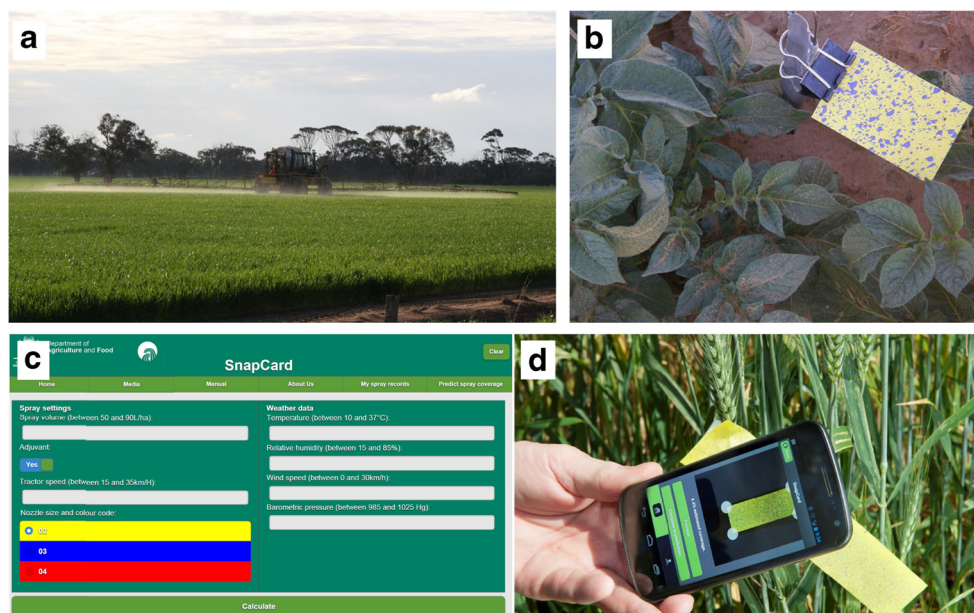 a
b
c
Department of
Agriculture and Food
SnapCard
Clear
Home
Media
Manual
About Us
My spray records
Predict spray coverage
Spray settings
Spray volume (between 50 and 90L/ha):
Adjuvant:
Yes
Tractor speed (between 15 and 35km/H):
Nozzle size and colour code:
02
03
04
Weather data
Temperature (between 10 and 37°C):
Relative humidity (between 15 and 85%):
Wind speed (between 0 and 30km/h):
Barometric pressure (between 985 and 1025 Hg):
Calculate
d
SnapCard